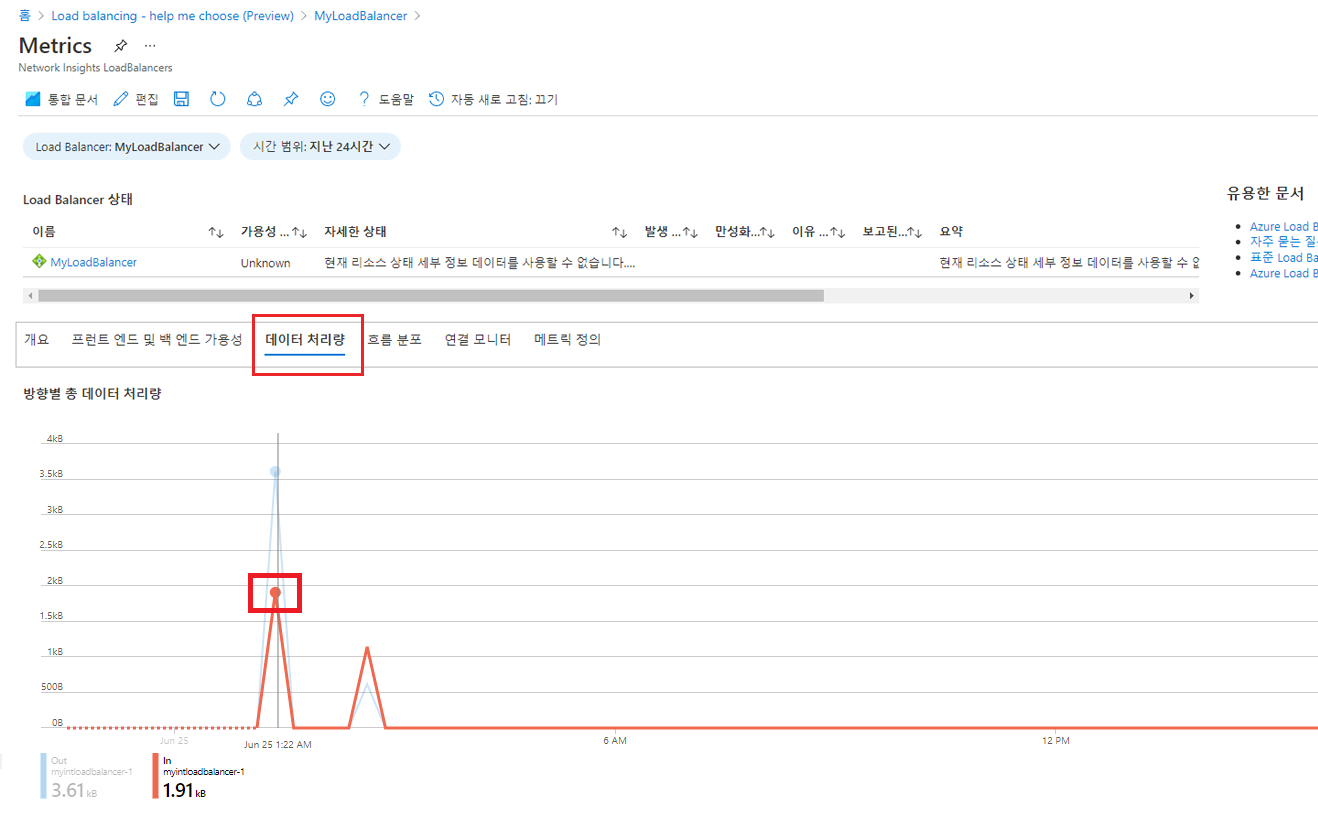 홈 > Load balancing - help me choose (Preview) > MyLoadBalancer >
Metrics ...
Network Insights LoadBalancers
통합 문서 편집 ? 도움말 자동 새로 고침: 끄기
Load Balancer: MyLoadBalancer 시간 범위: 지난 24시간
Load Balancer 상태
유용한 문서
이름 ↑↓ 가용성 ...↑↓ 자세한 상태 ↑↓ 발생 ...↑↓ 만성화...↑↓ 이유 ...↑↓ 보고된...↑↓ 요약
MyLoadBalancer Unknown 현재 리소스 상태 세부 정보 데이터를 사용할 수 없습니다.... 현재 리소스 상태 세부 정보 데이터를 사용할 수 없
• Azure Load B
• 자주 묻는 질
• 표준 Load Ba
• Azure Load B
개요 프런트 엔드 및 백 엔드 가용성 데이터 처리량 흐름 분포 연결 모니터 메트릭 정의
방향별 총 데이터 처리량
4kB
3.5kB
3kB
2.5kB
2kB
1.5kB
1kB
500B
0B
Jun 25
Jun 25 1:22 AM 6 AM 12 PM
Out
myintloadbalancer-1
3.61 kB
In
myintloadbalancer-1
1.91 kB